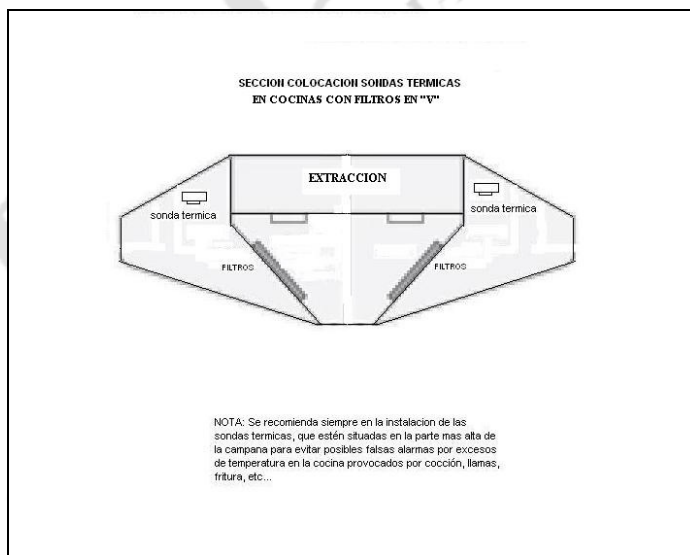 SECCION COLOCACION SONDAS TERMICAS
EN COCINAS CON FILTROS EN "V"
EXTRACCION
sonda termica
sonda termica
FILTROS
FILTROS
NOTA: Se recomienda siempre en la instalacion de las
sondas termicas, que estén situadas en la parte mas alta de
la campana para evitar posibles falsas alarmas por excesos
de temperatura en la cocina provocados por cocción, llamas,
fritura, etc...